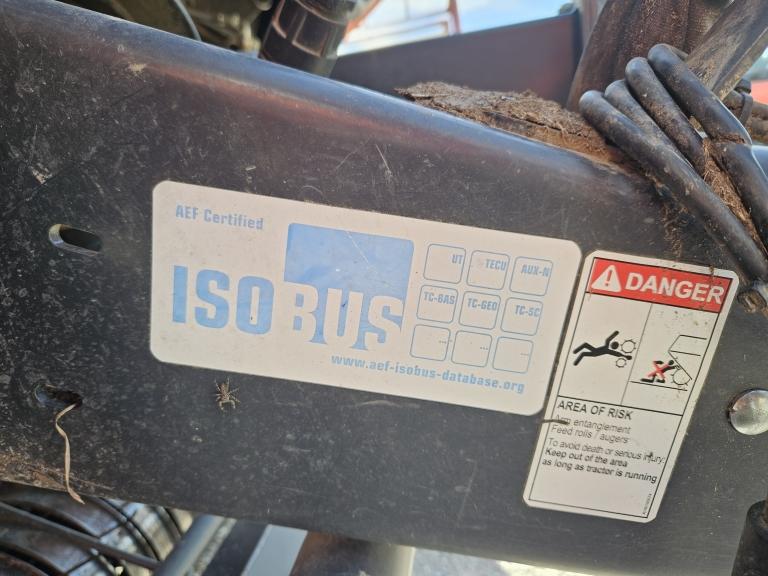 AEF Certified
ISOBUS
UT TECU AUX-N
TC-BAS TC-GEO TC-SC
... ... ...
www.aef-isobus-database.org
DANGER
AREA OF RISK
Arm entanglement
Feed rolls / augers
To avoid death or serious injury:
Keep out of the area
as long as tractor is running